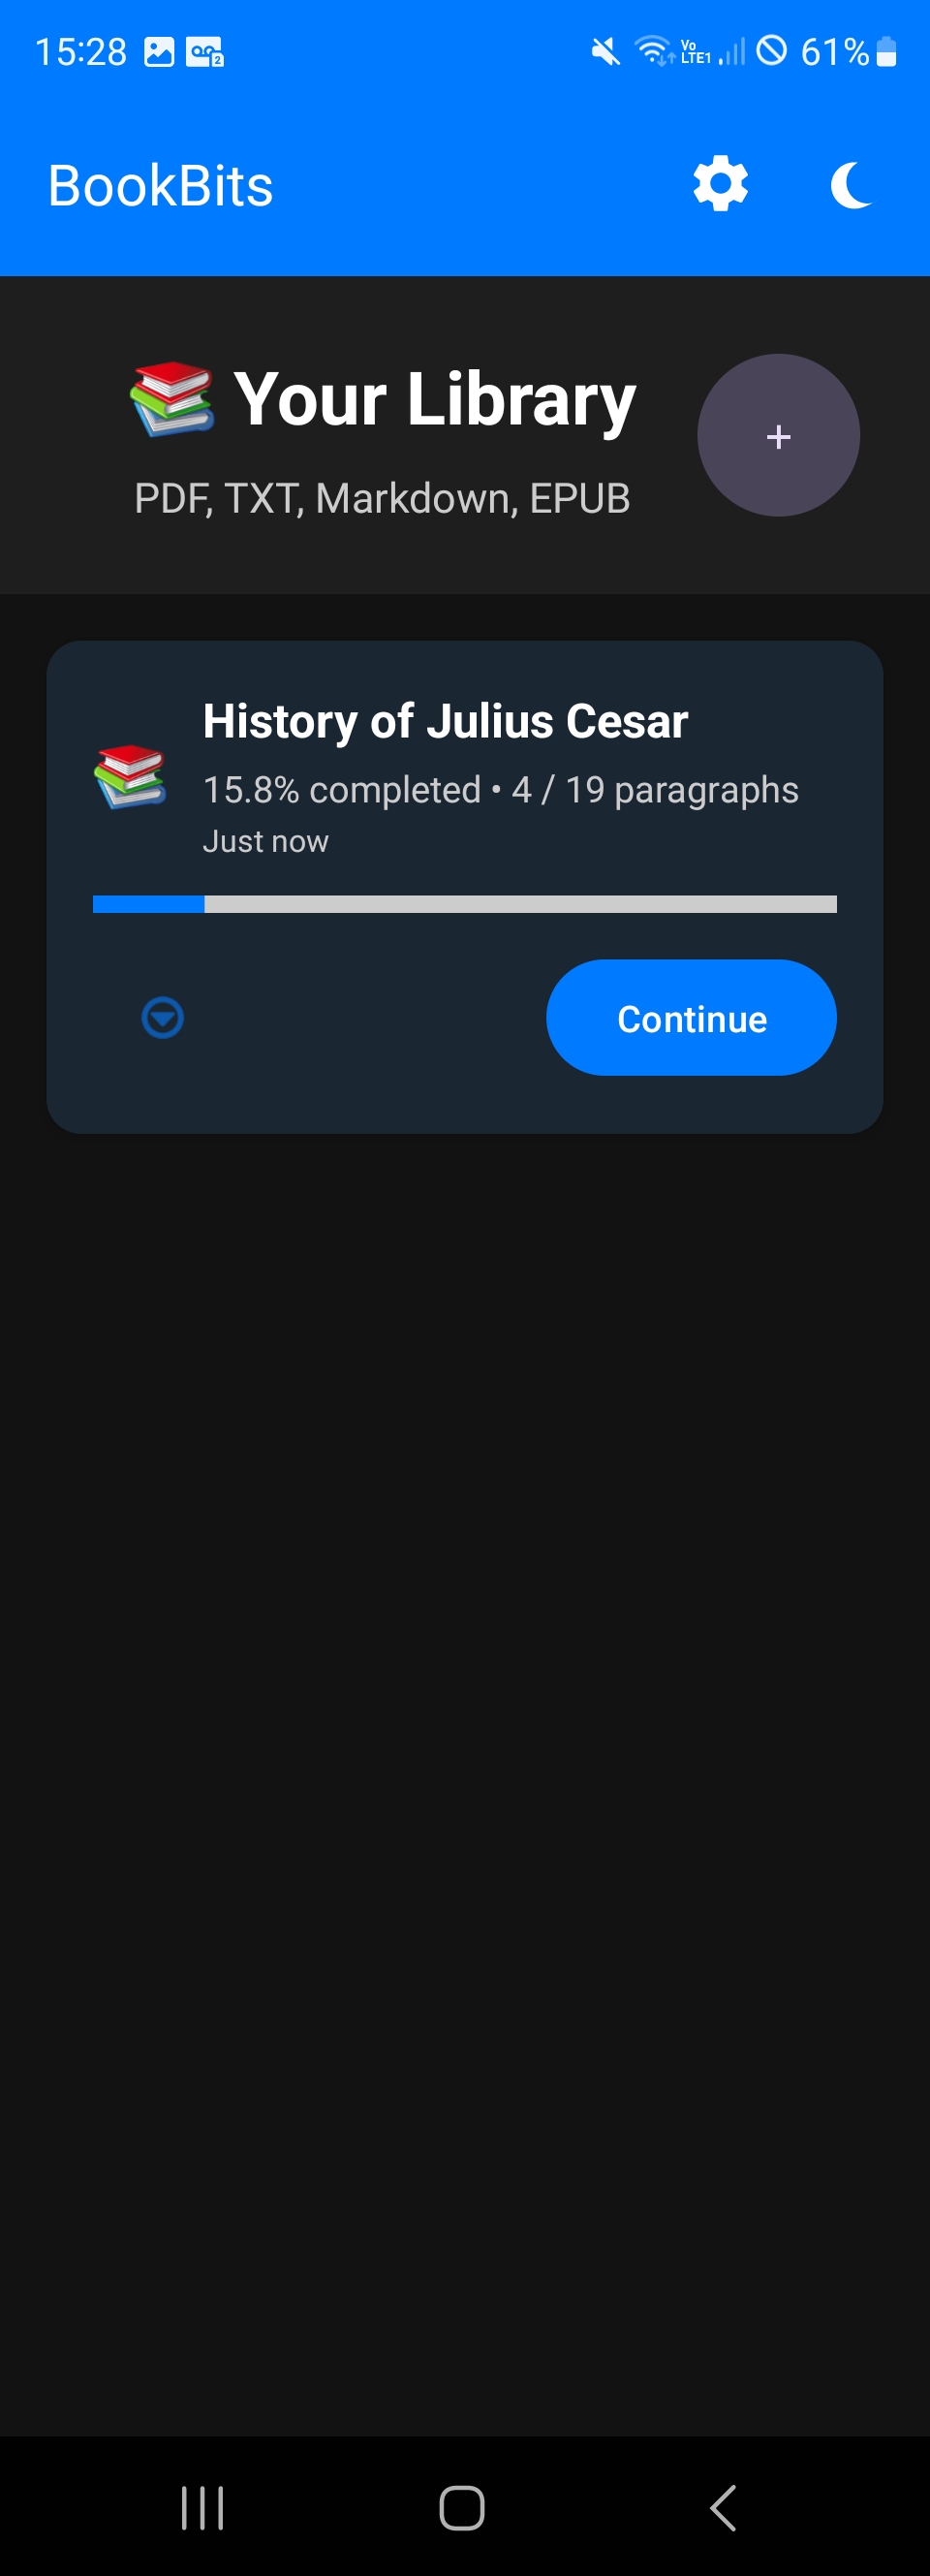 15:28
Vo
LTE1
61%
2
BookBits
Your Library
PDF, TXT, Markdown, EPUB
+
History of Julius Cesar
15.8% completed • 4 / 19 paragraphs
Just now
Continue